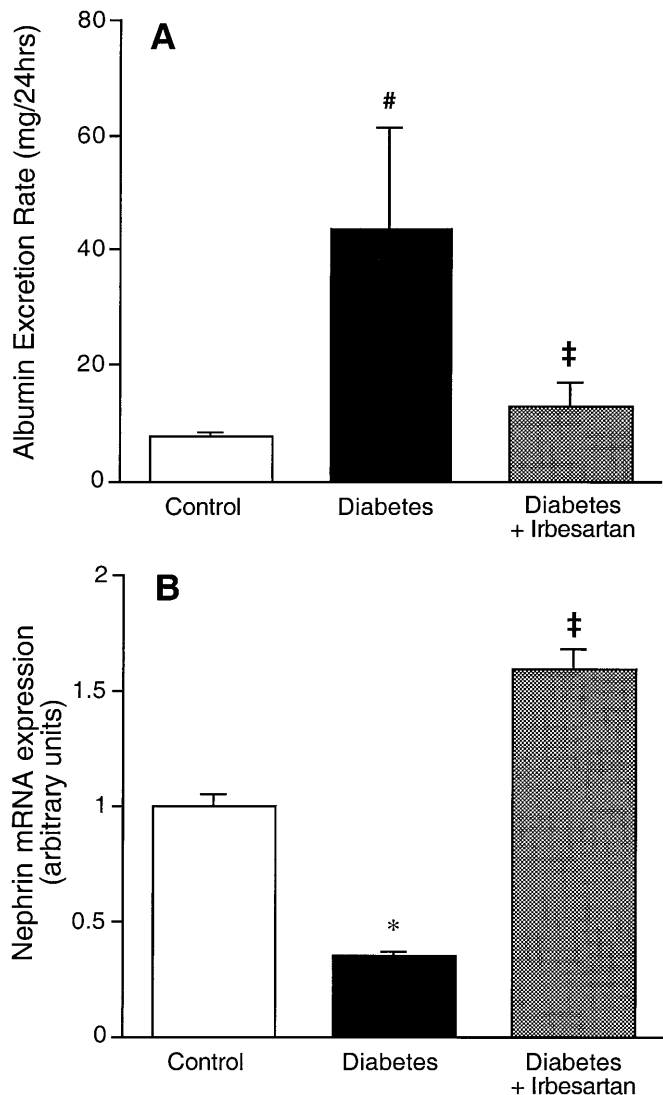 A
Albumin Excretion Rate (mg/24hrs)
80
60
40
20
0
#
‡
Control
Diabetes
Diabetes
+ Irbesartan
B
Nephrin mRNA expression
(arbitrary units)
2
1.5
1
0.5
0
*
‡
Control
Diabetes
Diabetes
+ Irbesartan